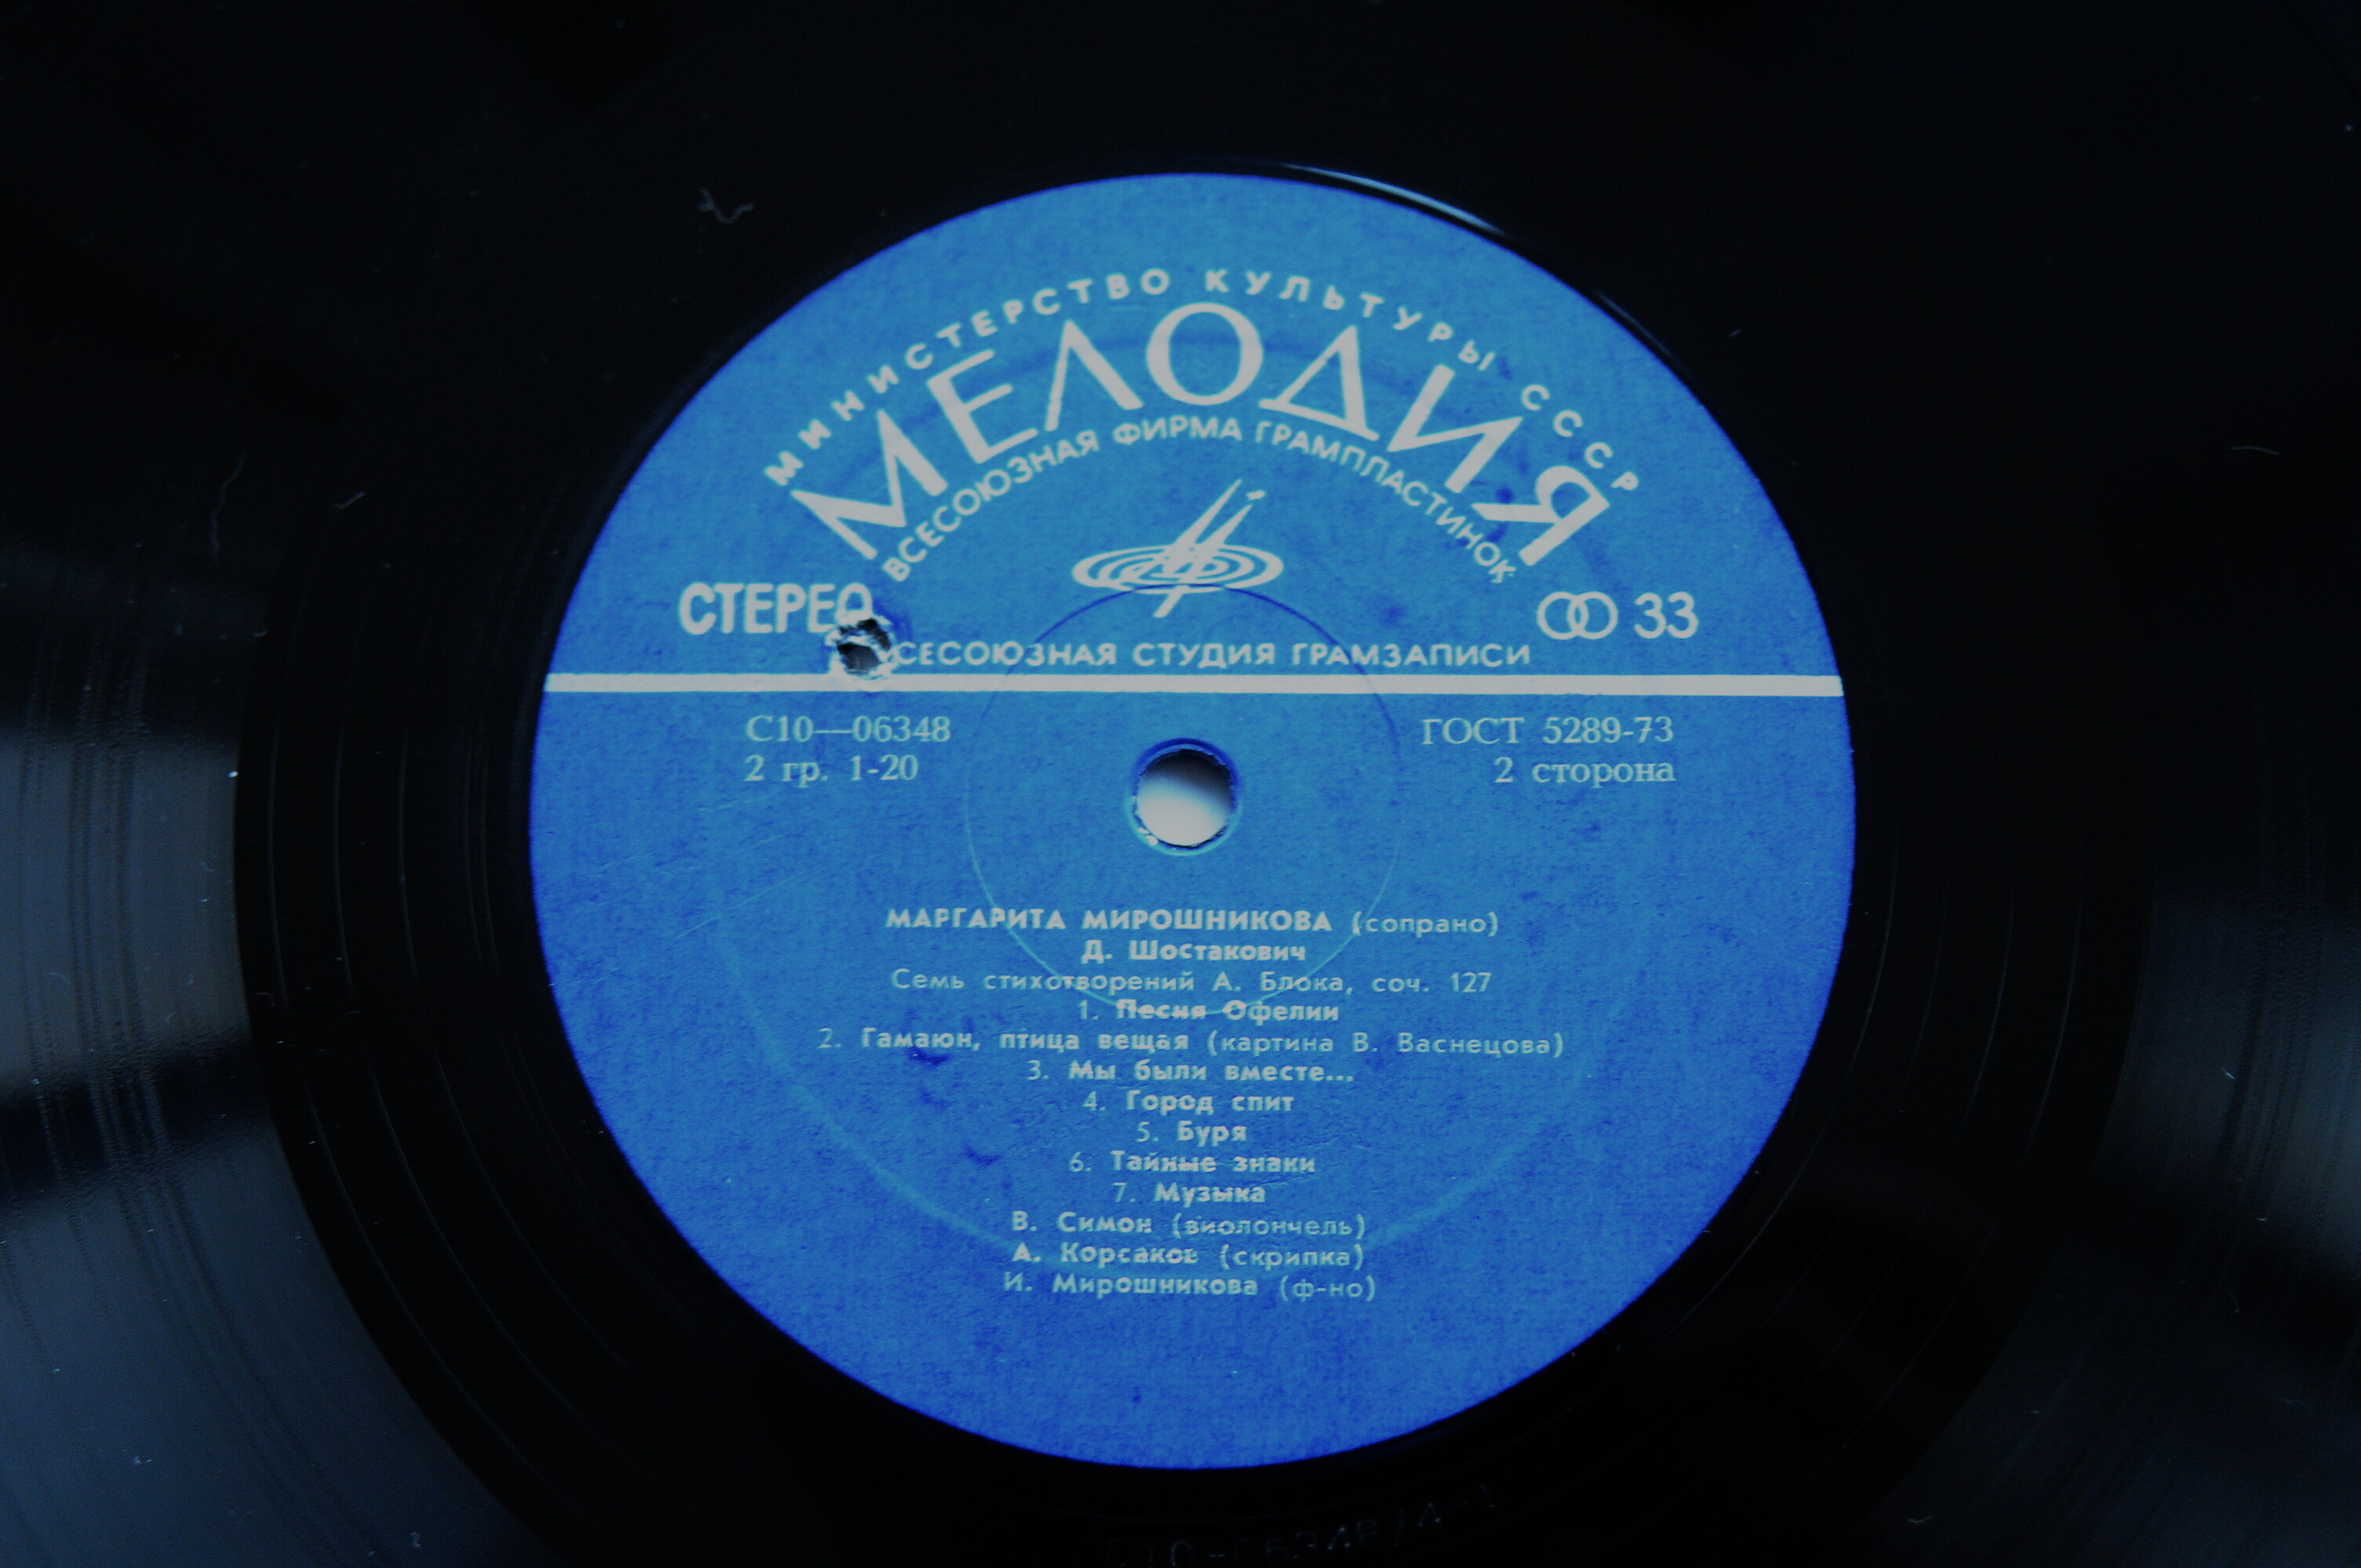 МИНИСТЕРСТВО КУЛЬТУРЫ СССР
МЕЛОДИЯ
ВСЕСОЮЗНАЯ ФИРМА ГРАМПЛАСТИНОК
СТЕРЕО
33
СЕСОЮЗНАЯ СТУДИЯ ГРАМЗАПИСИ
С10—06348
ГОСТ 5289-73
2 гр. 1-20
2 сторона
МАРГАРИТА МИРОШНИКОВА (сопрано)
Д. Шостакович
Семь стихотворений А. Блока, соч. 127
1. Песня Офелии
2. Гамаюн, птица вещая (картина В. Васнецова)
3. Мы были вместе...
4. Город спит
5. Буря
6. Тайные знаки
7. Музыка
В. Симон (виолончель)
А. Корсаков (скрипка)
И. Мирошникова (ф-но)